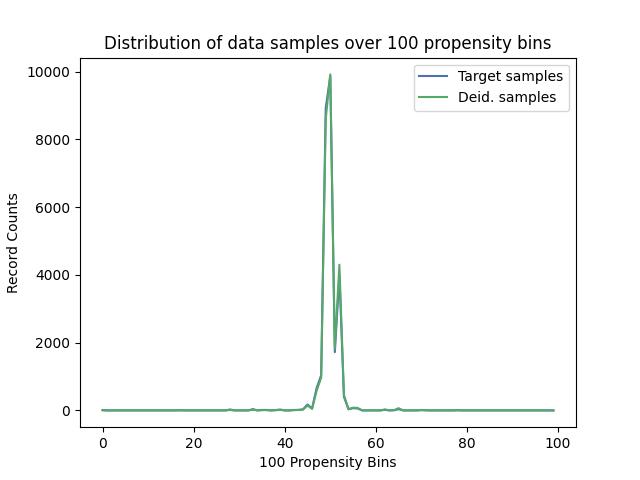 Distribution of data samples over 100 propensity bins
Target samples
Deid. samples
Record Counts
10000
8000
6000
4000
2000
0
0 20 40 60 80 100
100 Propensity Bins